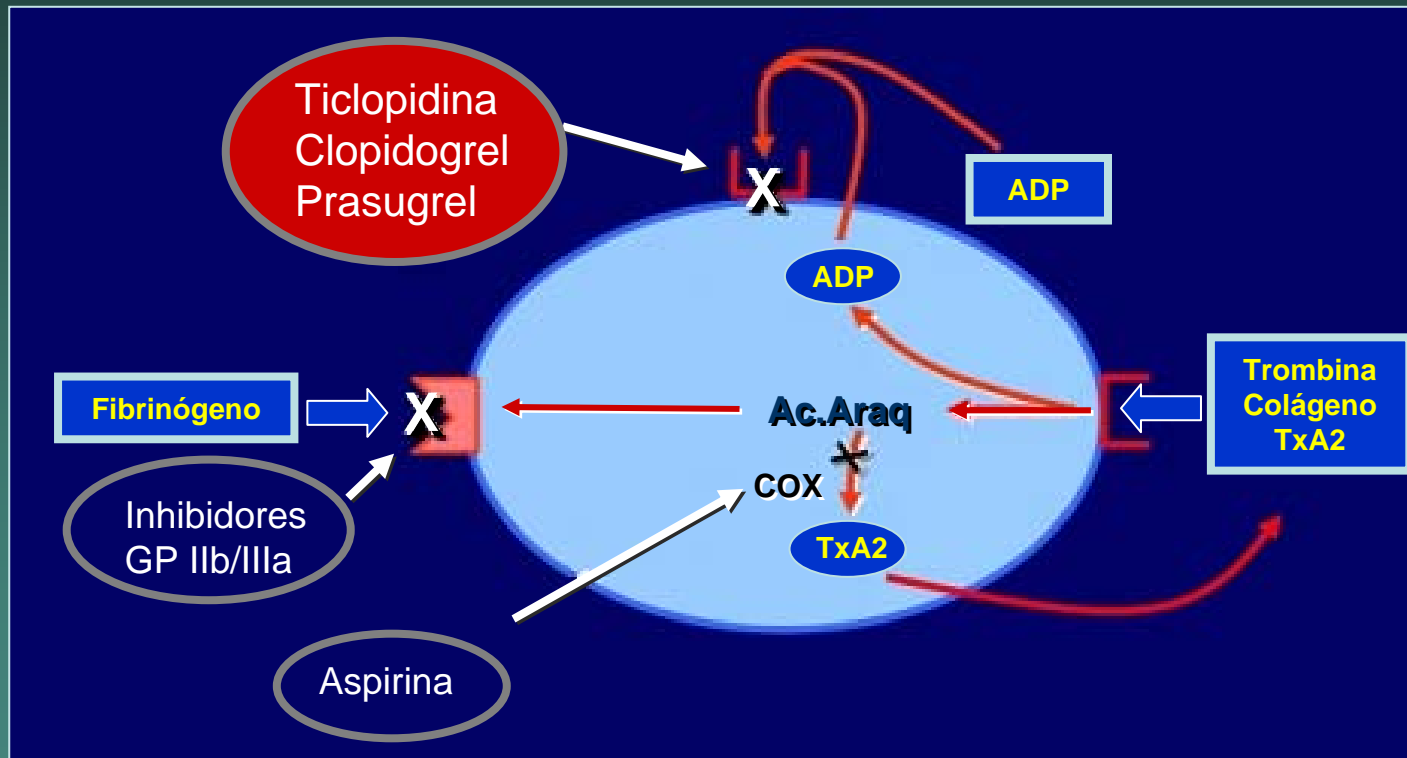 Ticlopidina
Clopidogrel
Prasugrel
X
ADP
ADP
Fibrinógeno
X
Ac.Araq
Trombina
Colágeno
TxA2
COX
Inhibidores
GP IIb/IIIa
TxA2
Aspirina